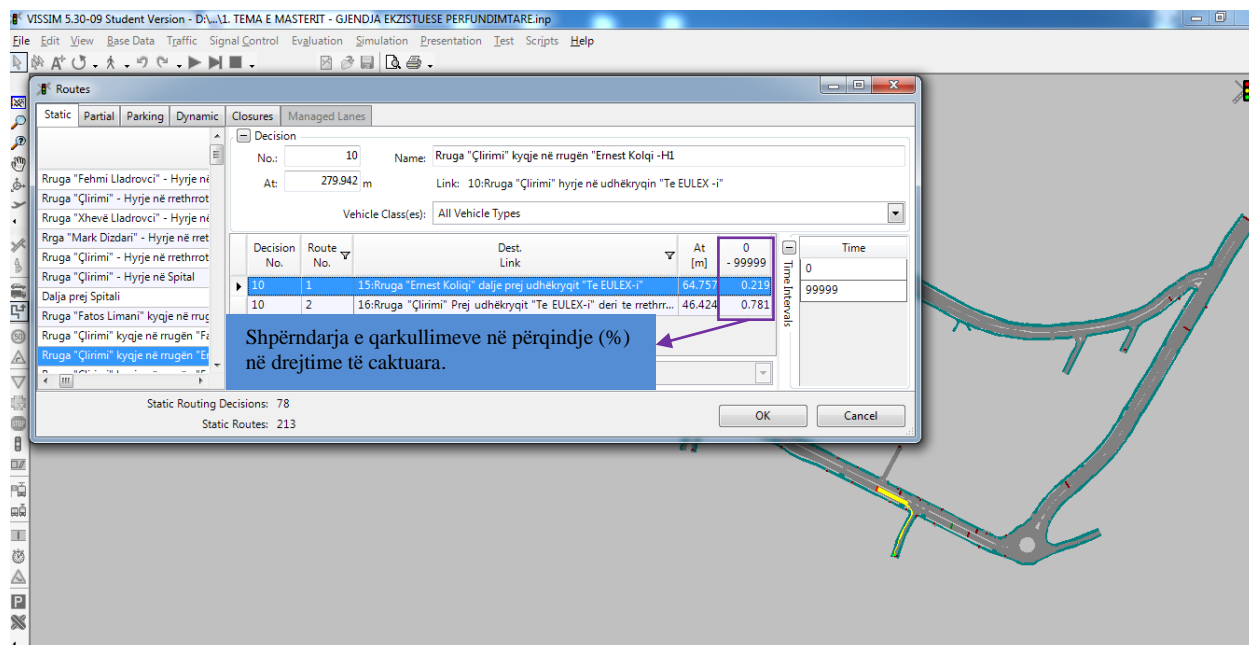 VISSIM 5.30-09 Student Version - D:\...\1. TEMA E MASTERIT - GJENDJA EKZISTUESE PERFUNDIMTARE.inp
File Edit View Base Data Traffic Signal Control Evaluation Simulation Presentation Test Scripts Help
Routes
Static Partial Parking Dynamic Closures Managed Lanes
Decision
No.: 10 Name: Rruga "Çlirimi" kyqje në rrugën "Ernest Kolqi -H1
At: 279.942 m Link: 10:Rruga "Çlirimi" hyrje në udhëkryqin "Te EULEX -i"
Vehicle Class(es): All Vehicle Types
Rruga "Fehmi Lladrovci" - Hyrje në
Rruga "Çlirimi" - Hyrje në rrethrrot
Rruga "Xhevë Lladrovci" - Hyrje në
Rrga "Mark Dizdari" - Hyrje në rret
Rruga "Çlirimi" - Hyrje në rrethrrot
Rruga "Çlirimi" - Hyrje në Spital
Dalja prej Spitali
Rruga "Fatos Limani" kyqje në rrug
Rruga "Çlirimi" kyqje në rrugën "Fa
Rruga "Çlirimi" kyqje në rrugën "Er
Decision No. Route No. Dest. Link At [m] 0 - 99999
10 1 15:Rruga "Ernest Koliqi" dalje prej udhëkryqit "Te EULEX-i" 64.757 0.219
10 2 16:Rruga "Çlirimi" Prej udhëkryqit "Te EULEX-i" deri te rrethrr... 46.424 0.781
Time Intervals
Time
0
99999
Shpërndarja e qarkullimeve në përqindje (%)
në drejtime të caktuara.
Static Routing Decisions: 78
Static Routes: 213
OK Cancel